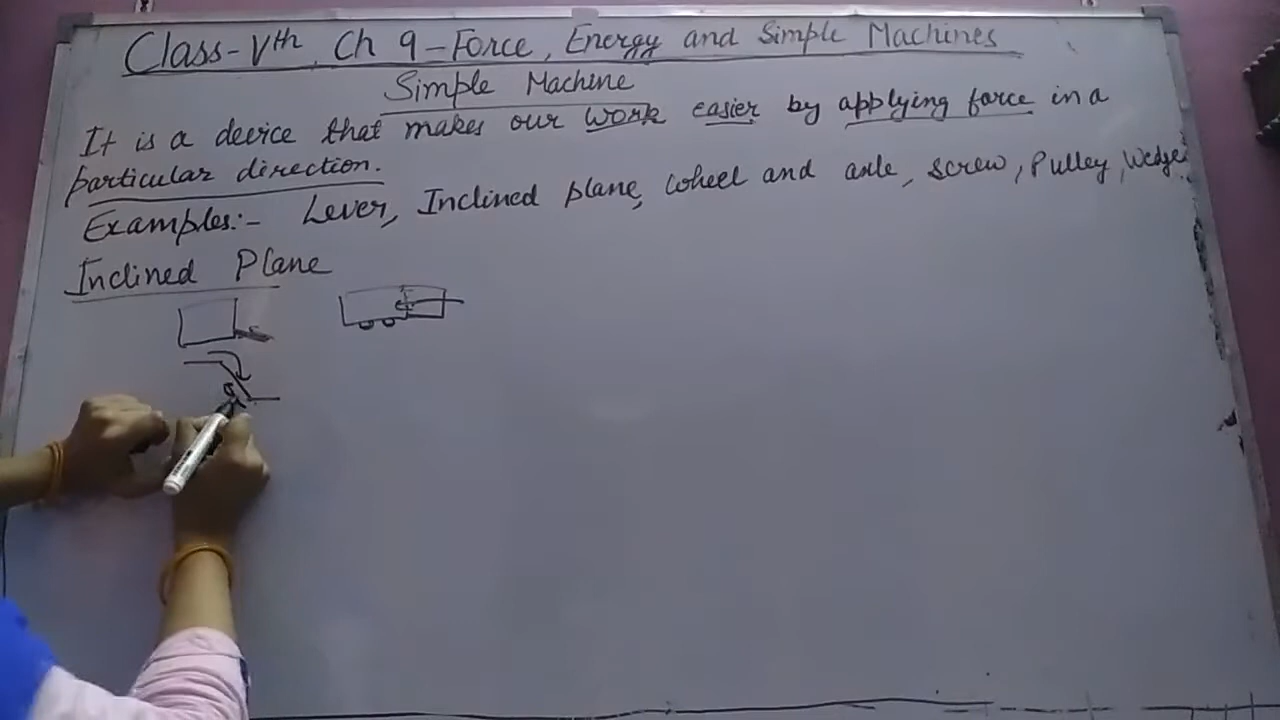 Class-Vth, Ch 9-Force, Energy and Simple Machines
Simple Machine
It is a device that makes our work easier by applying force in a
particular direction.
Examples:- Lever, Inclined plane, Wheel and axle, Screw, Pulley, Wedge
Inclined Plane